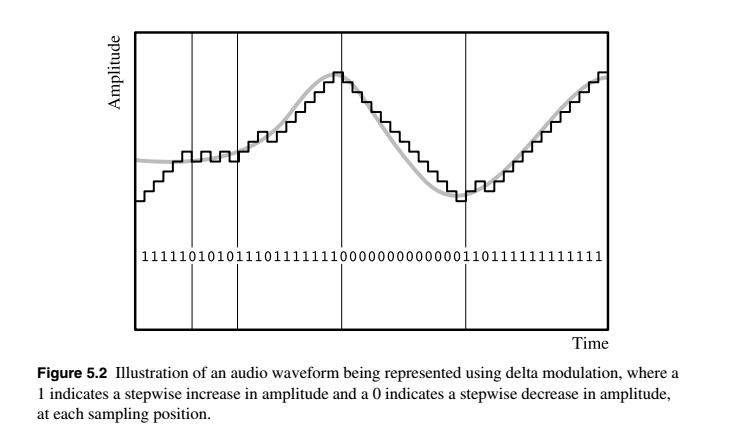 Amplitude
1111101010111011111110000000000000110111111111111
Time
Figure 5.2 Illustration of an audio waveform being represented using delta modulation, where a
1 indicates a stepwise increase in amplitude and a 0 indicates a stepwise decrease in amplitude,
at each sampling position.